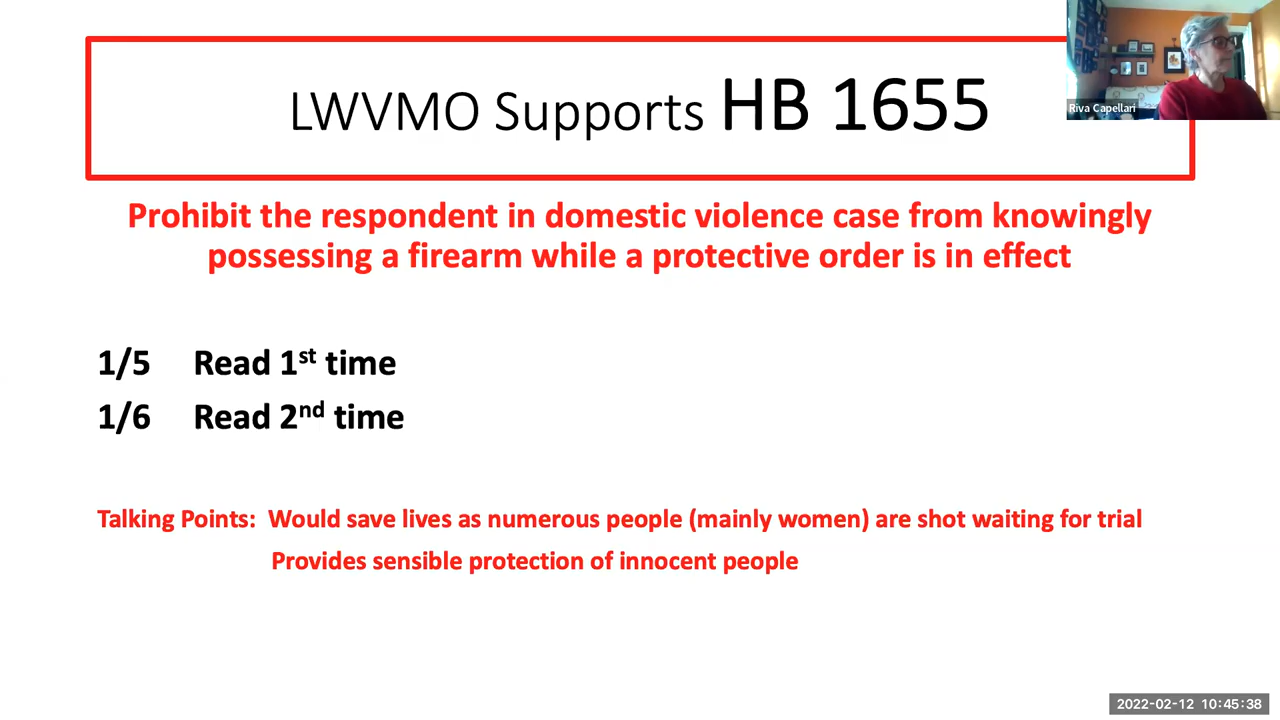 LWVMO Supports HB 1655
Riva Capellari
Prohibit the respondent in domestic violence case from knowingly
possessing a firearm while a protective order is in effect
1/5 Read 1st time
1/6 Read 2nd time
Talking Points: Would save lives as numerous people (mainly women) are shot waiting for trial
Provides sensible protection of innocent people
2022-02-12 10:45:38